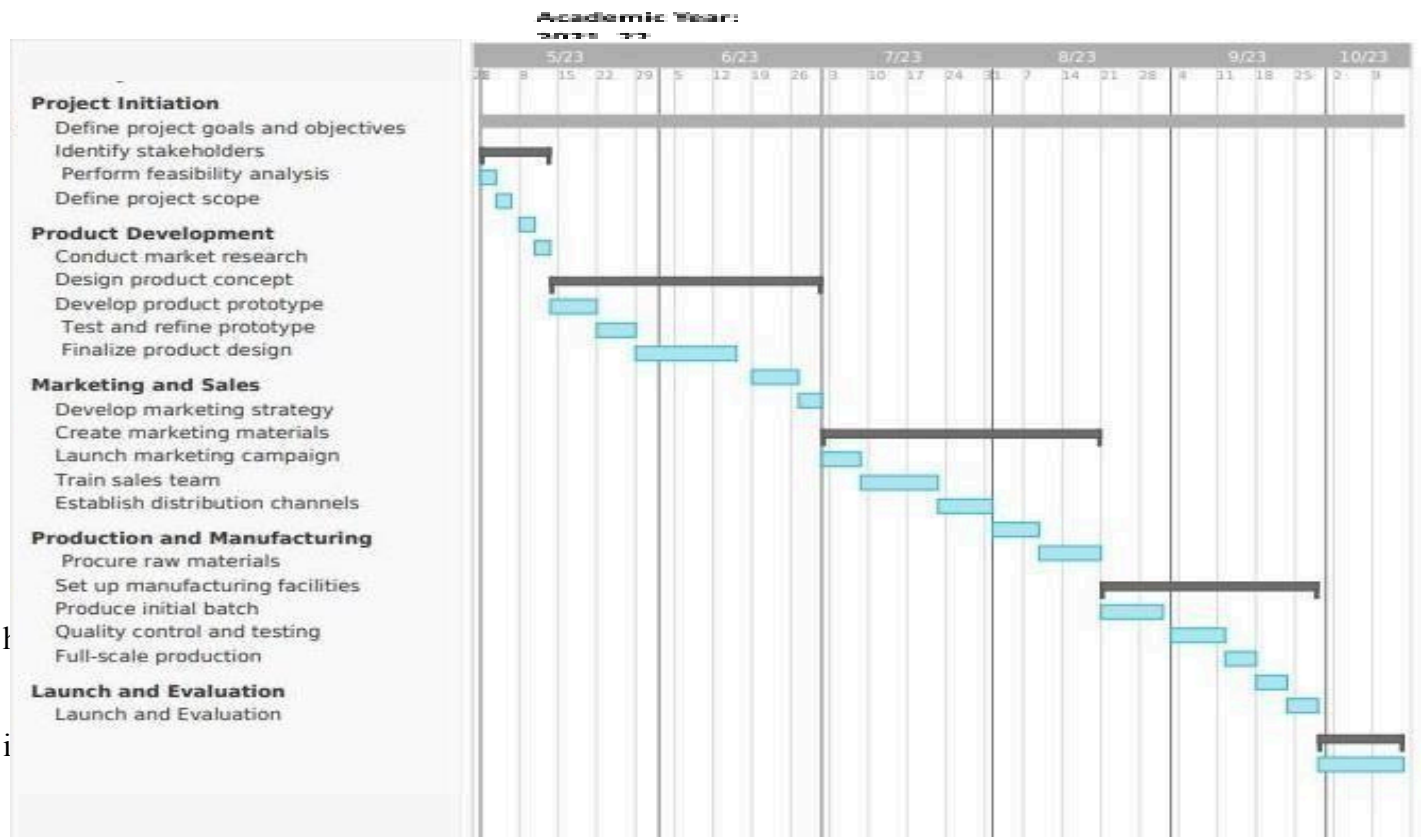 Academic Year:
5/23 6/23 7/23 8/23 9/23 10/23
8 15 22 29 5 12 19 26 3 10 17 24 31 7 14 21 28 4 11 18 25 2 9
Project Initiation
Define project goals and objectives
Identify stakeholders
Perform feasibility analysis
Define project scope
Product Development
Conduct market research
Design product concept
Develop product prototype
Test and refine prototype
Finalize product design
Marketing and Sales
Develop marketing strategy
Create marketing materials
Launch marketing campaign
Train sales team
Establish distribution channels
Production and Manufacturing
Procure raw materials
Set up manufacturing facilities
Produce initial batch
Quality control and testing
Full-scale production
Launch and Evaluation
Launch and Evaluation